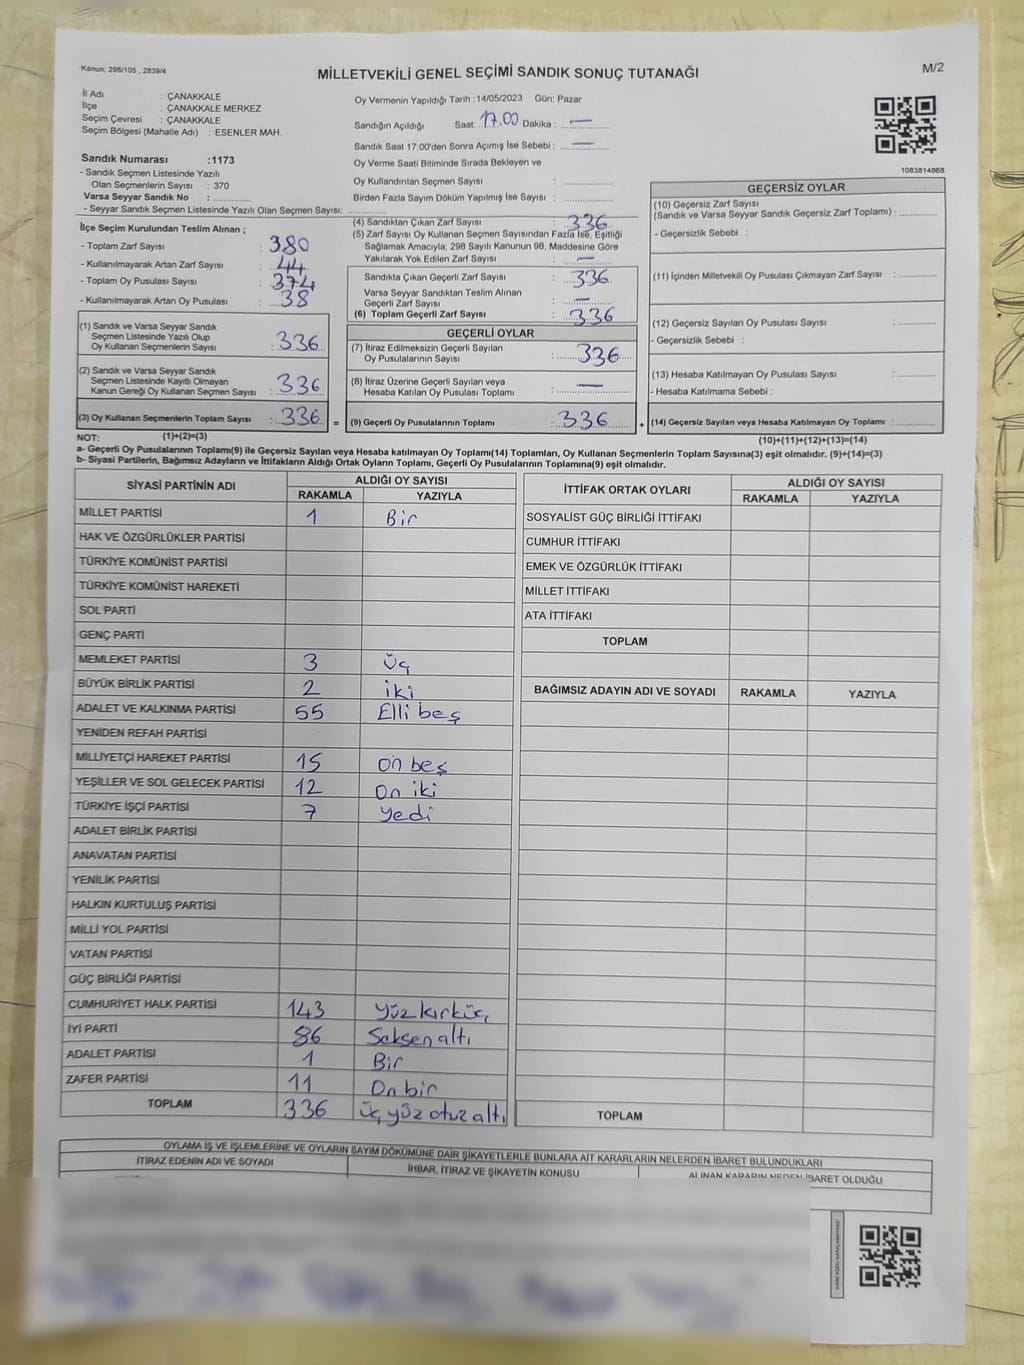 Kanun; 298/105 , 2839/4
MİLLETVEKİLİ GENEL SEÇİMİ SANDIK SONUÇ TUTANAĞI
M/2
İl Adı : ÇANAKKALE
İlçe : ÇANAKKALE MERKEZ
Seçim Çevresi : ÇANAKKALE
Seçim Bölgesi (Mahalle Adı) : ESENLER MAH.
Sandık Numarası :1173
- Sandık Seçmen Listesinde Yazılı
Olan Seçmenlerin Sayısı : 370
Varsa Seyyar Sandık No :
- Seyyar Sandık Seçmen Listesinde Yazılı Olan Seçmen Sayısı:
Oy Vermenin Yapıldığı Tarih :14/05/2023 Gün: Pazar
Sandığın Açıldığı Saat: 17.00 Dakika : —
Sandık Saat 17:00'den Sonra Açımış İse Sebebi : —
Oy Verme Saati Bitiminde Sırada Bekleyen ve
Oy Kullandırılan Seçmen Sayısı :
Birden Fazla Sayım Döküm Yapılmış İse Sayısı :
1083814868
İlçe Seçim Kurulundan Teslim Alınan ;
- Toplam Zarf Sayısı : 380
- Kullanılmayarak Artan Zarf Sayısı : 44
- Toplam Oy Pusulası Sayısı : 374
- Kullanılmayarak Artan Oy Pusulası : 38
(1) Sandık ve Varsa Seyyar Sandık
Seçmen Listesinde Yazılı Olup
Oy Kullanan Seçmenlerin Sayısı : 336
(2) Sandık ve Varsa Seyyar Sandık
Seçmen Listesinde Kayıtlı Olmayan
Kanun Gereği Oy Kullanan Seçmen Sayısı : 336
(3) Oy Kullanan Seçmenlerin Toplam Sayısı : 336 =
(1)+(2)=(3)
(4) Sandıktan Çıkan Zarf Sayısı : 336
(5) Zarf Sayısı Oy Kullanan Seçmen Sayısından Fazla İse, Eşitliği
Sağlamak Amacıyla; 298 Sayılı Kanunun 98. Maddesine Göre
Yakılarak Yok Edilen Zarf Sayısı : —
Sandıkta Çıkan Geçerli Zarf Sayısı : 336
Varsa Seyyar Sandıktan Teslim Alınan
Geçerli Zarf Sayısı : —
(6) Toplam Geçerli Zarf Sayısı : 336
GEÇERLİ OYLAR
(7) İtiraz Edilmeksizin Geçerli Sayılan
Oy Pusulalarının Sayısı : 336
(8) İtiraz Üzerine Geçerli Sayılan veya
Hesaba Katılan Oy Pusulası Toplamı : —
(9) Geçerli Oy Pusulalarının Toplamı : 336 +
GEÇERSİZ OYLAR
(10) Geçersiz Zarf Sayısı
(Sandık ve Varsa Seyyar Sandık Geçersiz Zarf Toplamı) :
- Geçersizlik Sebebi :
(11) İçinden Milletvekili Oy Pusulası Çıkmayan Zarf Sayısı :
(12) Geçersiz Sayılan Oy Pusulası Sayısı :
- Geçersizlik Sebebi :
(13) Hesaba Katılmayan Oy Pusulası Sayısı :
- Hesaba Katılmama Sebebi :
(14) Geçersiz Sayılan veya Hesaba Katılmayan Oy Toplamı :
(10)+(11)+(12)+(13)=(14)
NOT:
a- Geçerli Oy Pusulalarının Toplamı(9) ile Geçersiz Sayılan veya Hesaba katılmayan Oy Toplamı(14) Toplamları, Oy Kullanan Seçmenlerin Toplam Sayısına(3) eşit olmalıdır. (9)+(14)=(3)
b- Siyasi Partilerin, Bağımsız Adayların ve İttifakların Aldığı Ortak Oyların Toplamı, Geçerli Oy Pusulalarının Toplamına(9) eşit olmalıdır.
SİYASİ PARTİNİN ADI ALDIĞI OY SAYISI
RAKAMLA YAZIYLA
MİLLET PARTİSİ 1 Bir
HAK VE ÖZGÜRLÜKLER PARTİSİ
TÜRKİYE KOMÜNİST PARTİSİ
TÜRKİYE KOMÜNİST HAREKETİ
SOL PARTİ
GENÇ PARTİ
MEMLEKET PARTİSİ 3 üç
BÜYÜK BİRLİK PARTİSİ 2 iki
ADALET VE KALKINMA PARTİSİ 55 Elli beş
YENİDEN REFAH PARTİSİ
MİLLİYETÇİ HAREKET PARTİSİ 15 on beş
YEŞİLLER VE SOL GELECEK PARTİSİ 12 On iki
TÜRKİYE İŞÇİ PARTİSİ 7 yedi
ADALET BİRLİK PARTİSİ
ANAVATAN PARTİSİ
YENİLİK PARTİSİ
HALKIN KURTULUŞ PARTİSİ
MİLLİ YOL PARTİSİ
VATAN PARTİSİ
GÜÇ BİRLİĞİ PARTİSİ
CUMHURİYET HALK PARTİSİ 143 yüz kırk üç
İYİ PARTİ 86 Seksen altı
ADALET PARTİSİ 1 Bir
ZAFER PARTİSİ 11 On bir
TOPLAM 336 üç yüz otuz altı
İTTİFAK ORTAK OYLARI ALDIĞI OY SAYISI
RAKAMLA YAZIYLA
SOSYALİST GÜÇ BİRLİĞİ İTTİFAKI
CUMHUR İTTİFAKI
EMEK VE ÖZGÜRLÜK İTTİFAKI
MİLLET İTTİFAKI
ATA İTTİFAKI
TOPLAM
BAĞIMSIZ ADAYIN ADI VE SOYADI RAKAMLA YAZIYLA
TOPLAM
OYLAMA İŞ VE İŞLEMLERİNE VE OYLARIN SAYIM DÖKÜMÜNE DAİR ŞİKAYETLERLE BUNLARA AİT KARARLARIN NELERDEN İBARET BULUNDUKLARI
İTİRAZ EDENİN ADI VE SOYADI İHBAR, İTİRAZ VE ŞİKAYETİN KONUSU ALINAN KARARIN NEDEN İBARET OLDUĞU